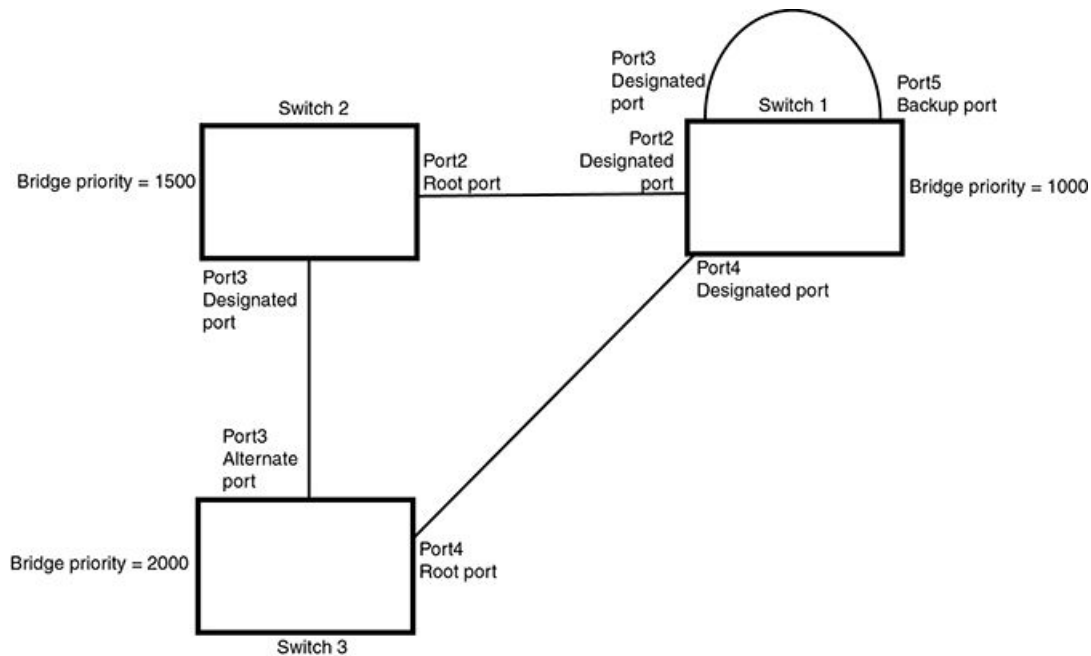 Port3
Designated
port
Port5
Backup port
Switch 2
Switch 1
Port2
Root port
Port2
Designated
port
Bridge priority = 1500
Bridge priority = 1000
Port3
Designated
port
Port4
Designated port
Port3
Alternate
port
Bridge priority = 2000
Port4
Root port
Switch 3